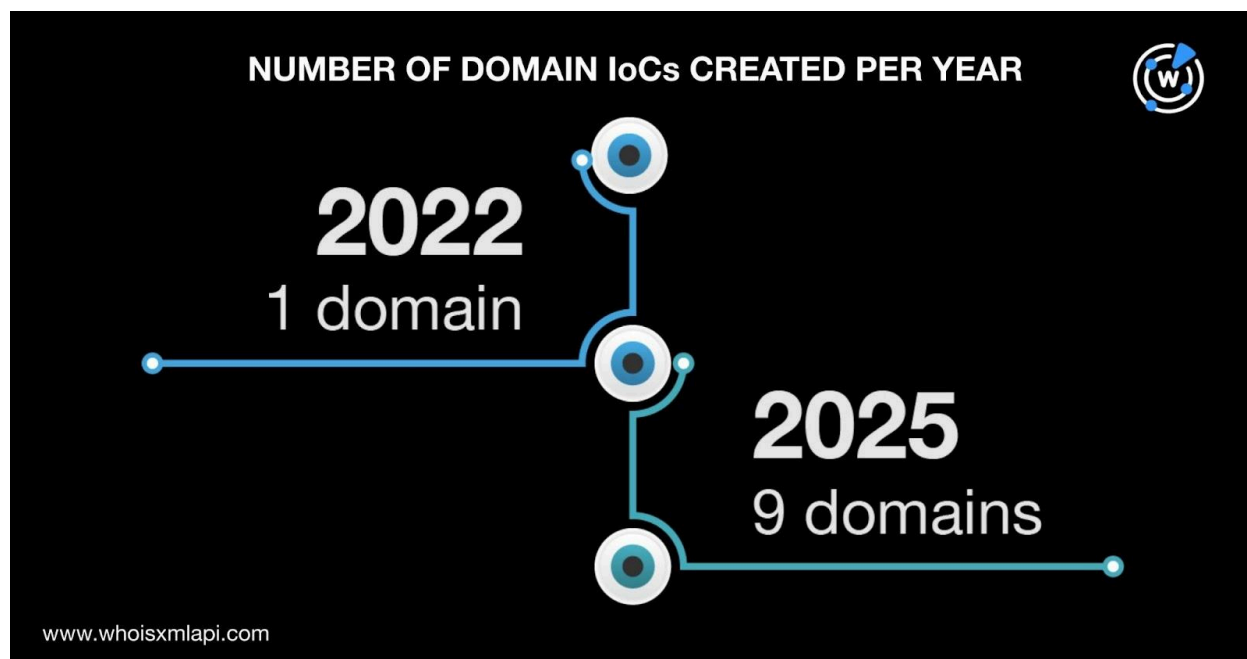 NUMBER OF DOMAIN IoCs CREATED PER YEAR
W
2022
1 domain
2025
9 domains
www.whoisxmlapi.com